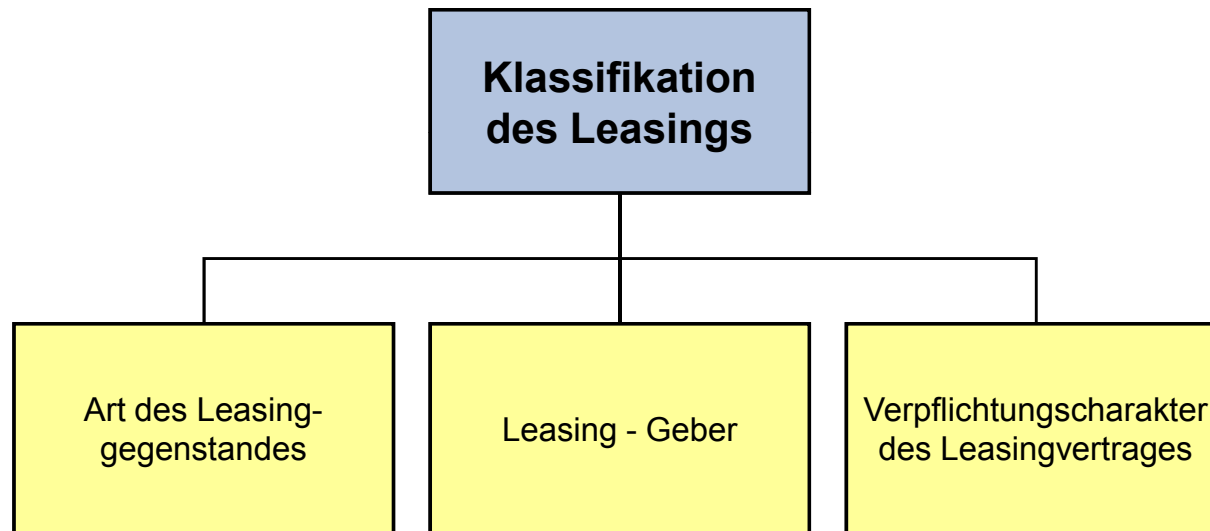 Klassifikation
des Leasings
Art des Leasing-
gegenstandes
Leasing - Geber
Verpflichtungscharakter
des Leasingvertrages